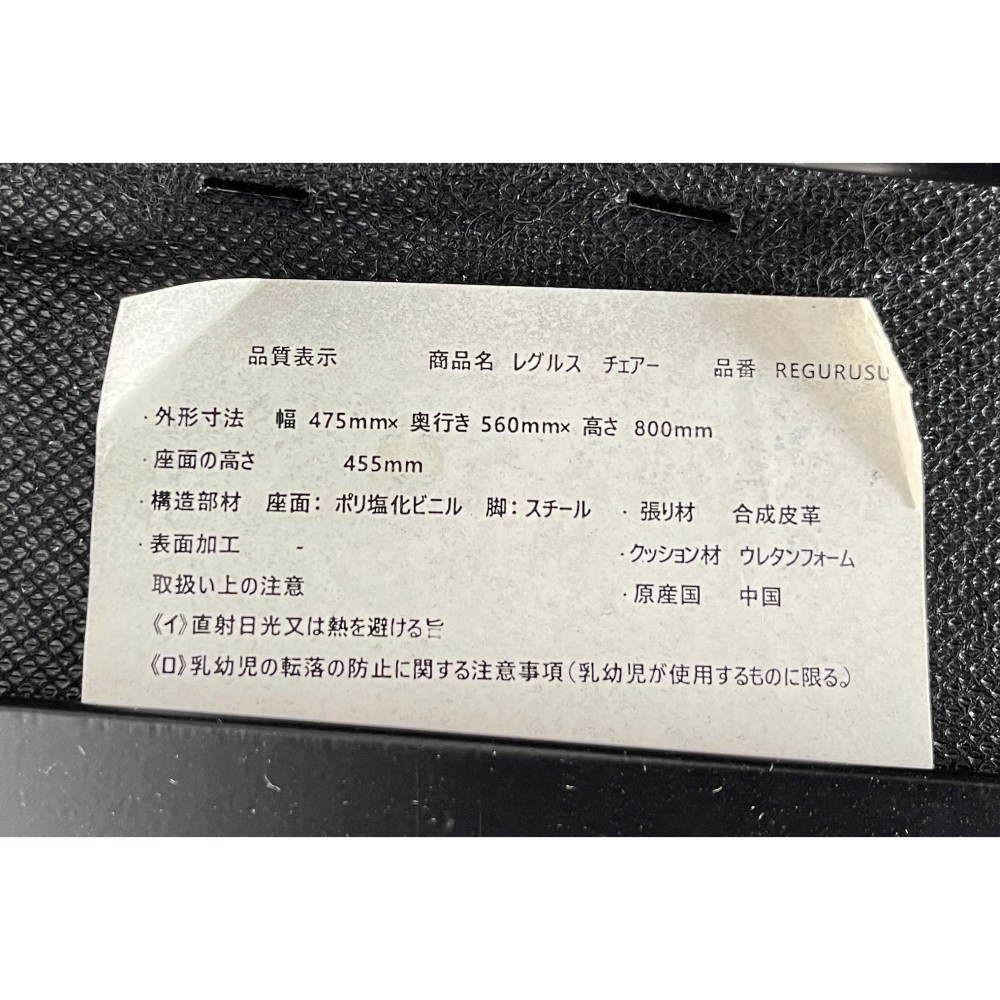 品質表示 商品名 レグルス チェアー 品番 REGURUSU
・外形寸法 幅 475mm× 奥行き 560mm× 高さ 800mm
・座面の高さ 455mm
・構造部材 座面：ポリ塩化ビニル 脚：スチール ・張り材 合成皮革
・表面加工 - ・クッション材 ウレタンフォーム
取扱い上の注意 ・原産国 中国
《イ》直射日光又は熱を避ける旨
《ロ》乳幼児の転落の防止に関する注意事項（乳幼児が使用するものに限る。）